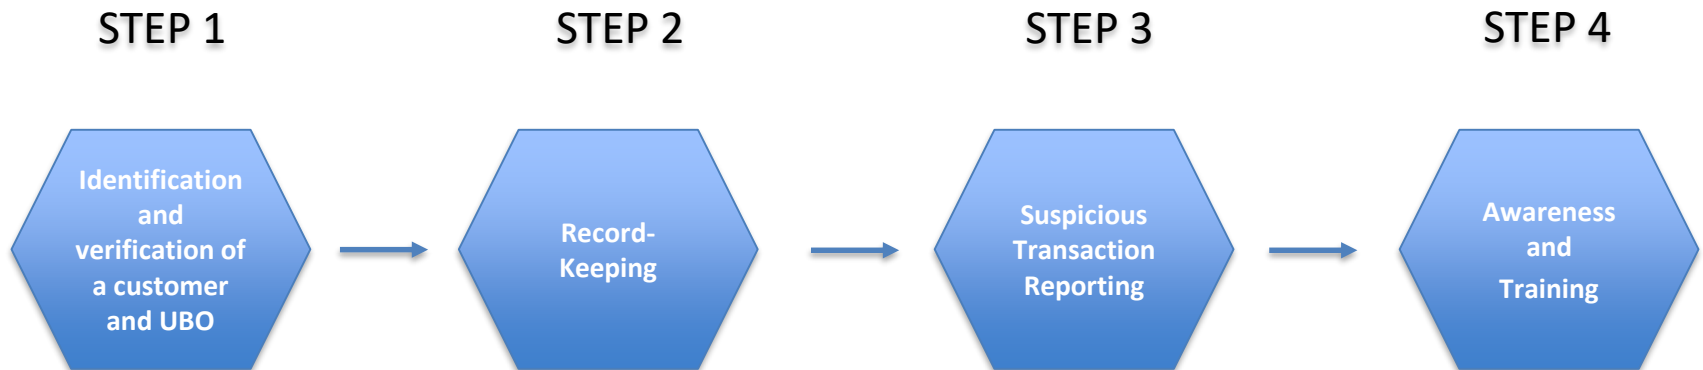 STEP 1
STEP 2
STEP 3
STEP 4
Identification
and
verification of
a customer
and UBO
Record-
Keeping
Suspicious
Transaction
Reporting
Awareness
and
Training